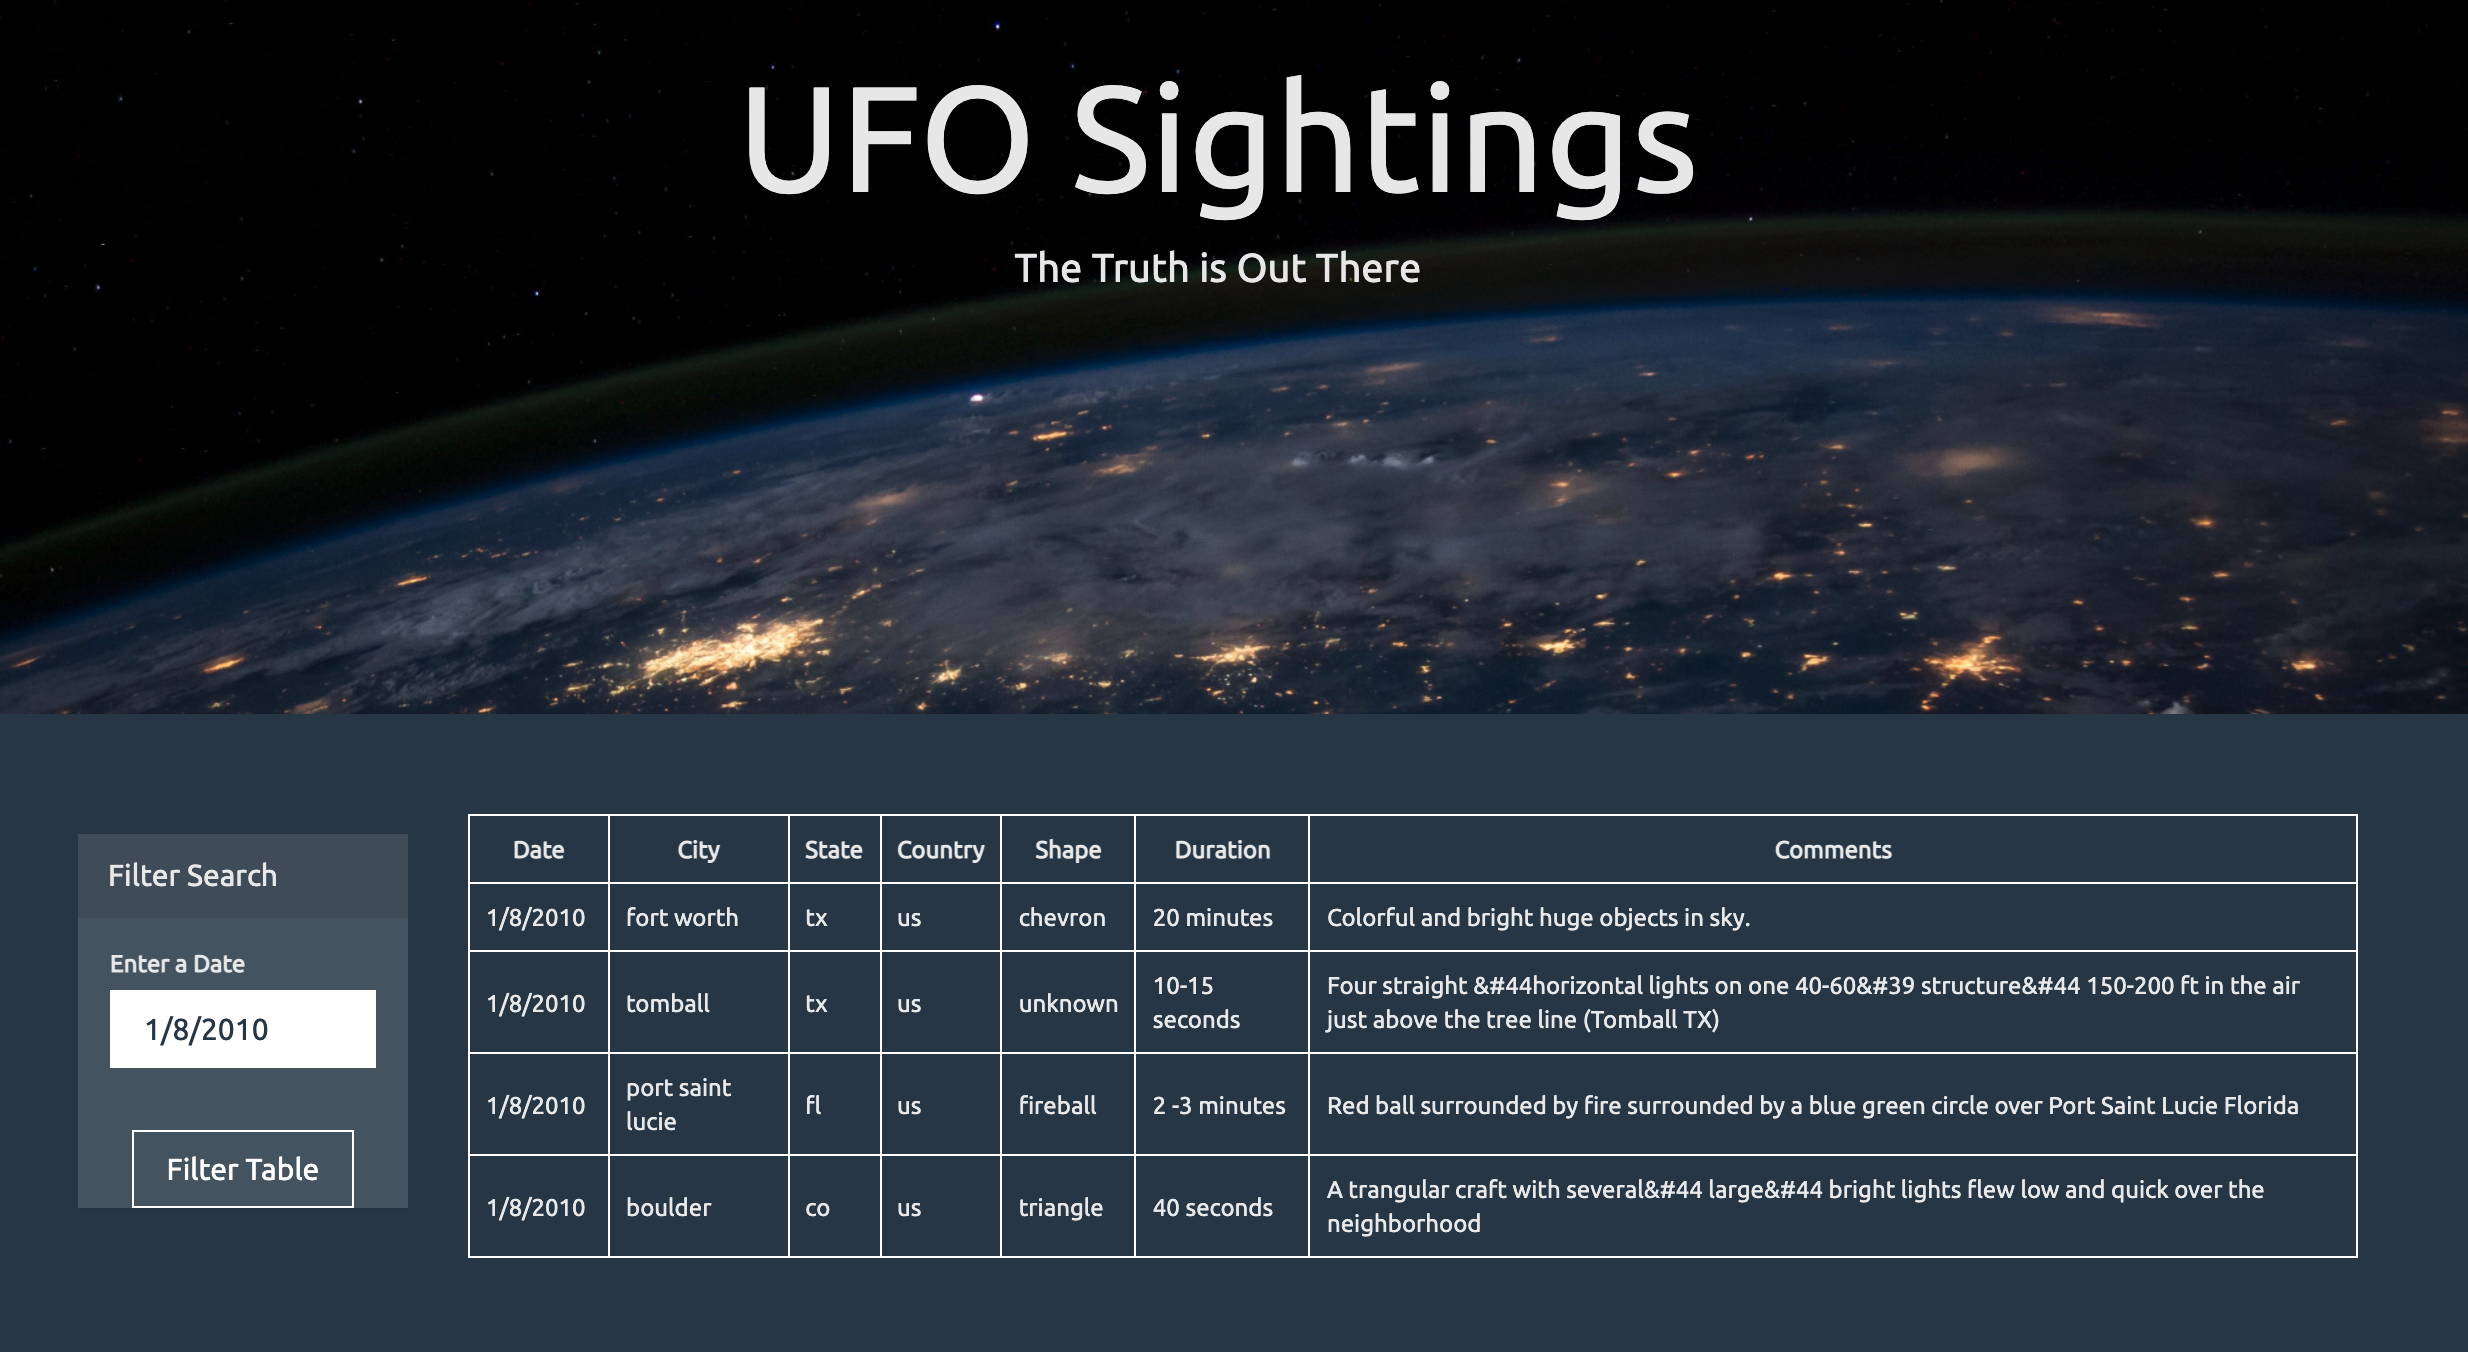 UFO Sightings
The Truth is Out There
Filter Search
Enter a Date
1/8/2010
Filter Table
Date City State Country Shape Duration Comments
1/8/2010 fort worth tx us chevron 20 minutes Colorful and bright huge objects in sky.
1/8/2010 tomball tx us unknown 10-15
seconds
Four straight &#44horizontal lights on one 40-60&#39 structure&#44 150-200 ft in the air
just above the tree line (Tomball TX)
1/8/2010 port saint
lucie
fl us fireball 2 -3 minutes Red ball surrounded by fire surrounded by a blue green circle over Port Saint Lucie Florida
1/8/2010 boulder co us triangle 40 seconds A trangular craft with several&#44 large&#44 bright lights flew low and quick over the
neighborhood